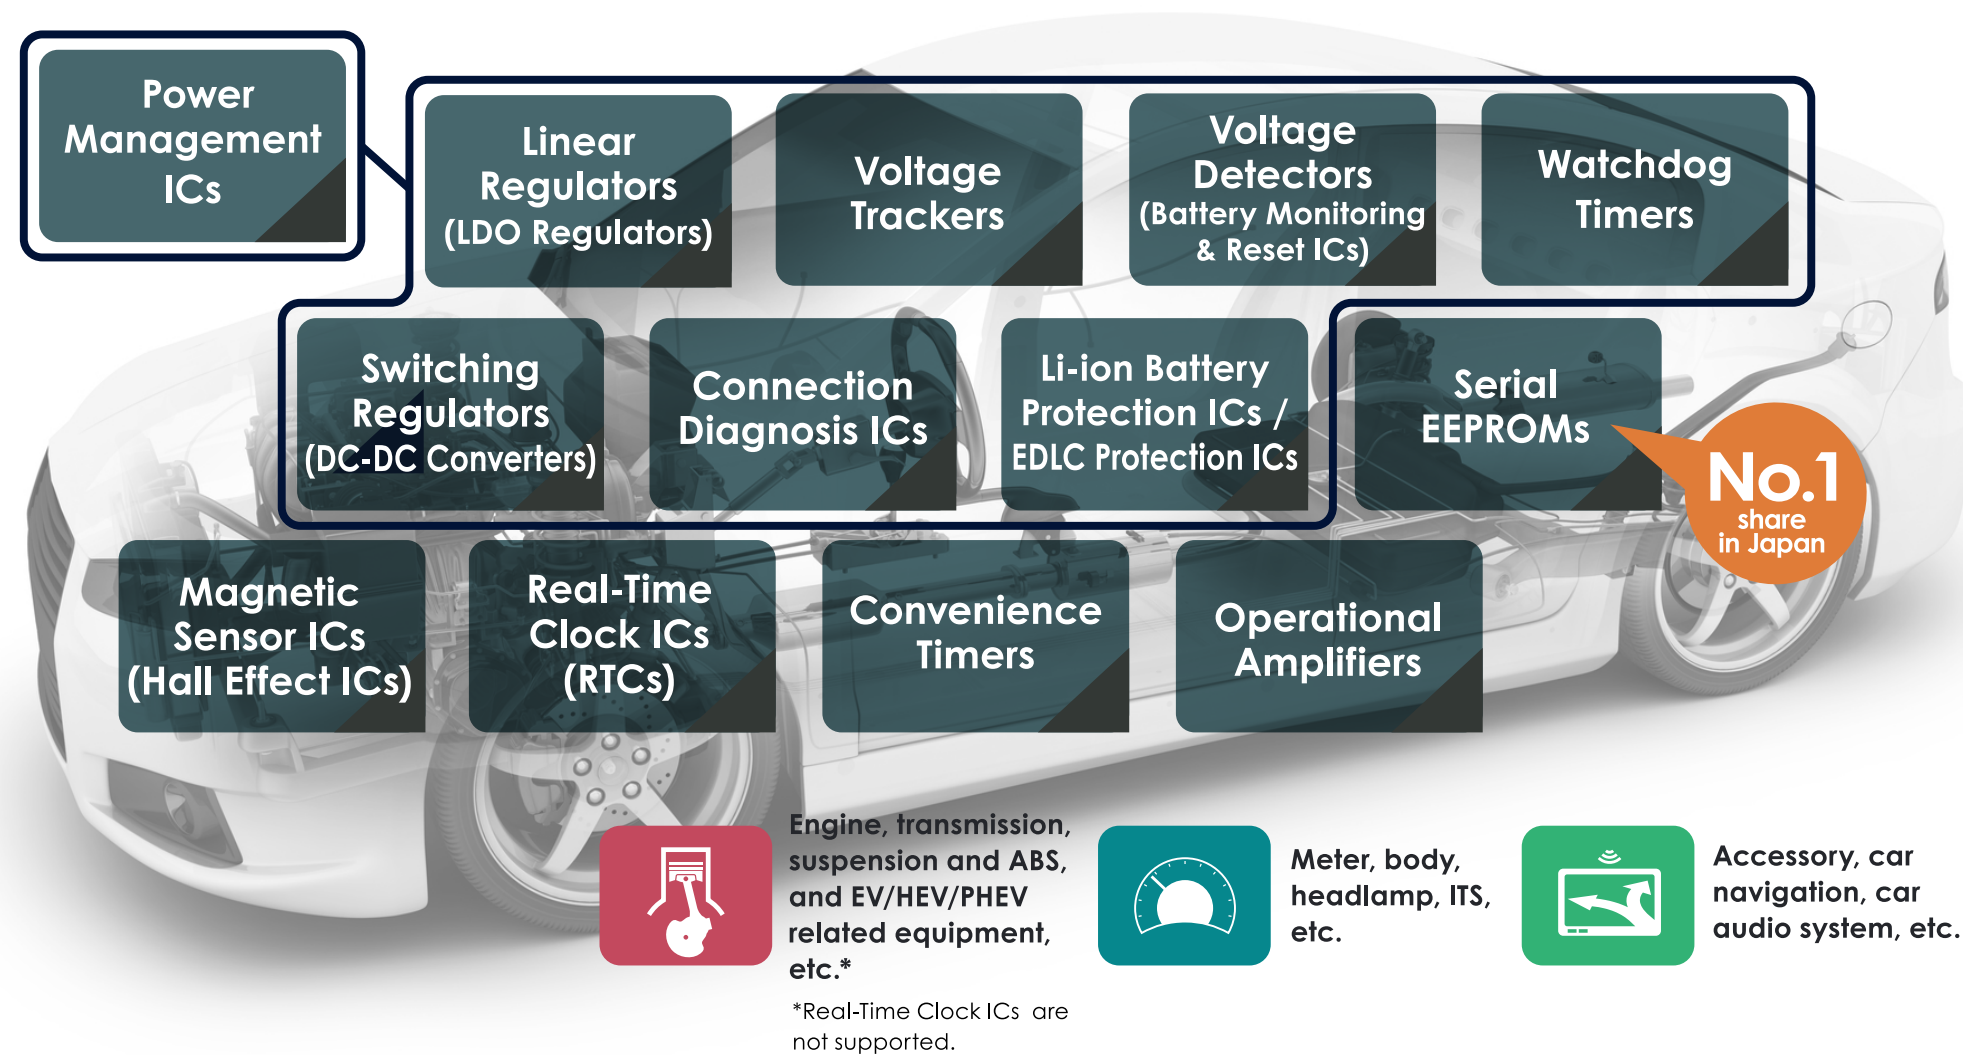 Power
Management
ICs
Linear
Regulators
(LDO Regulators)
Voltage
Trackers
Voltage
Detectors
(Battery Monitoring
& Reset ICs)
Watchdog
Timers
Switching
Regulators
(DC-DC Converters)
Connection
Diagnosis ICs
Li-ion Battery
Protection ICs /
EDLC Protection ICs
Serial
EEPROMs
No.1
share
in Japan
Magnetic
Sensor ICs
(Hall Effect ICs)
Real-Time
Clock ICs
(RTCs)
Convenience
Timers
Operational
Amplifiers
Engine, transmission,
suspension and ABS,
and EV/HEV/PHEV
related equipment,
etc.*
*Real-Time Clock ICs are
not supported.
Meter, body,
headlamp, ITS,
etc.
Accessory, car
navigation, car
audio system, etc.